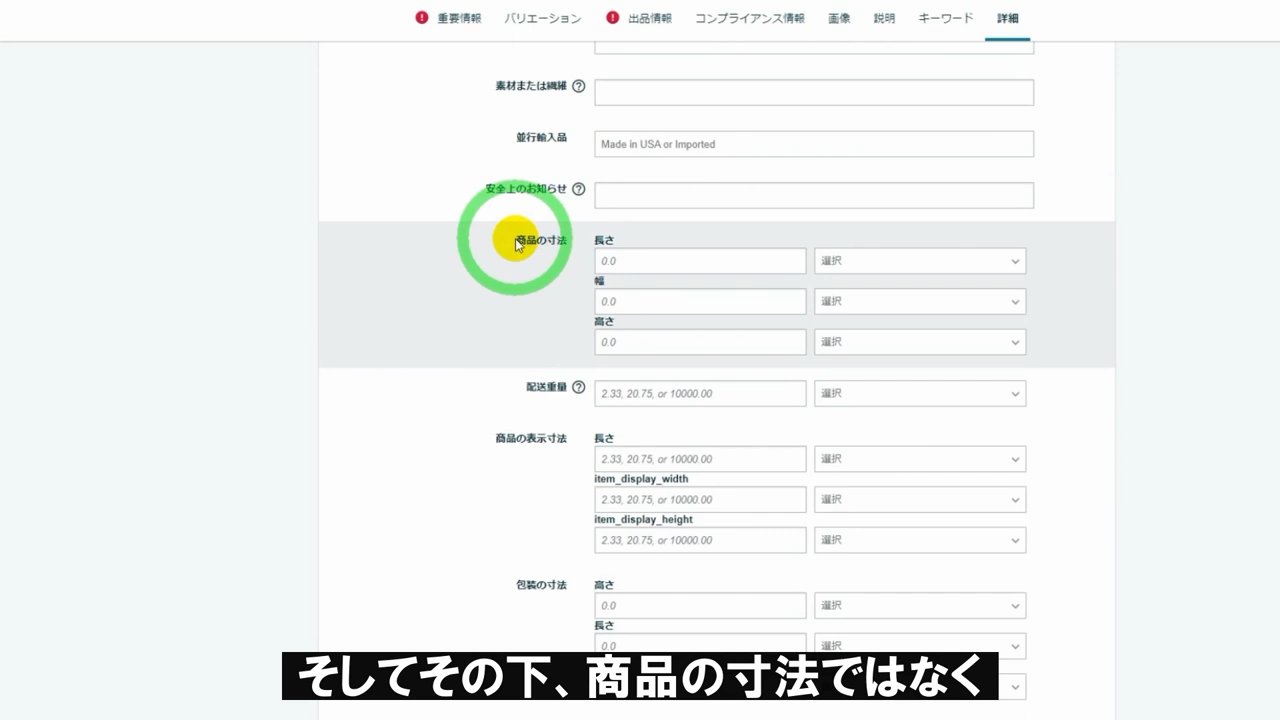 重要情報 バリエーション 出品情報 コンプライアンス情報 画像 説明 キーワード 詳細
素材または繊維
並行輸入品 Made in USA or Imported
安全上のお知らせ
商品の寸法 長さ
0.0 選択
幅
0.0 選択
高さ
0.0 選択
配送重量 2.33, 20.75, or 10000.00 選択
商品の表示寸法 長さ
2.33, 20.75, or 10000.00 選択
item_display_width
2.33, 20.75, or 10000.00 選択
item_display_height
2.33, 20.75, or 10000.00 選択
包装の寸法 高さ
0.0 選択
長さ
0.0 選択
そしてその下、商品の寸法ではなく